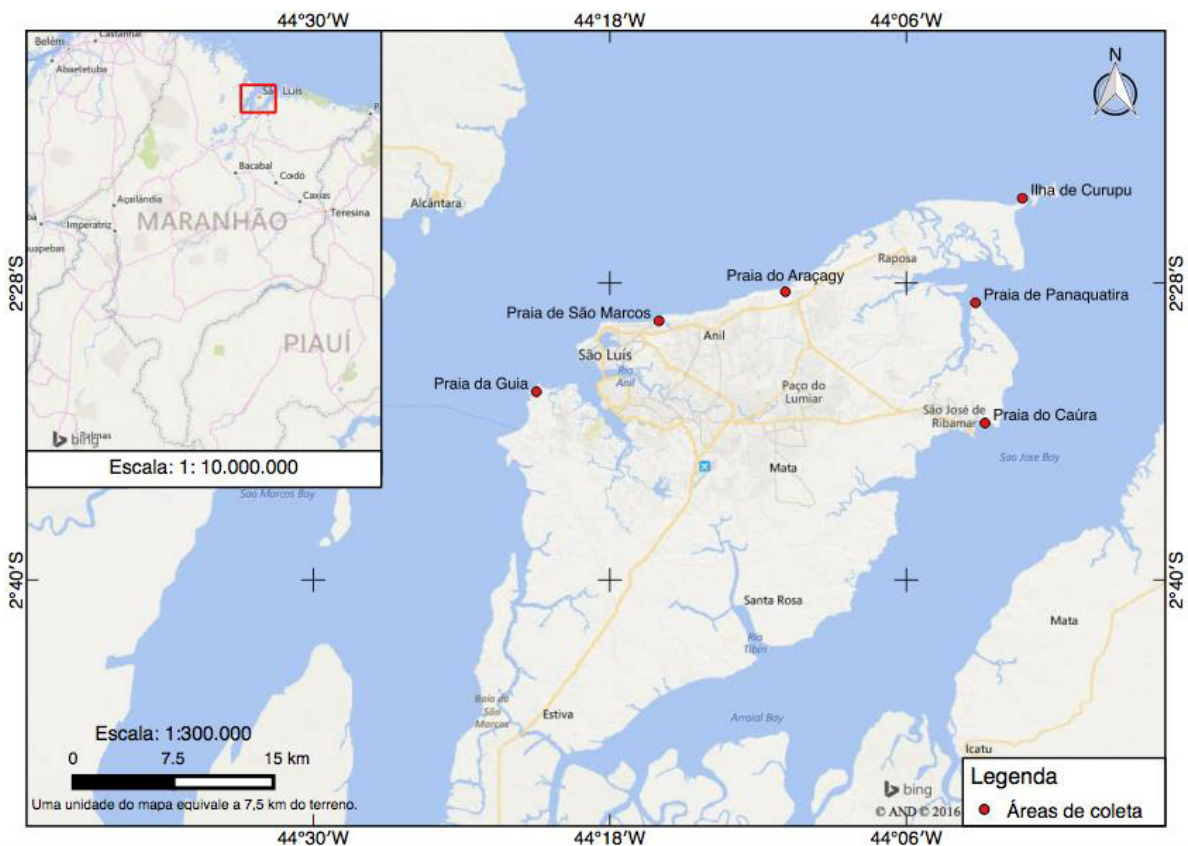 44°30'W 44°18'W 44°06'W
Belém
Castanhal
Abaetetuba
São Luís
Bacabal
Codó
Caxias
Açailândia
MARANHÃO
Teresina
Imperatriz
uapebas
PIAUÍ
Palmas
bing
Escala: 1: 10.000.000
N
Alcântara
Ilha de Curupu
Raposa
2°28'S
2°28'S
Praia do Araçagy
Praia de Panaquatira
Praia de São Marcos
Anil
São Luís
Rio
Anil
Praia da Guia
Paço do
Lumiar
São José de
Ribamar
Praia do Caúra
Mata
Sao Jose Bay
Sao Marcos Bay
2°40'S
2°40'S
Santa Rosa
Mata
Rio
Tibiri
Baia de
São
Marcos
Estiva
Arraial Bay
Icatu
Escala: 1:300.000
0 7.5 15 km
Uma unidade do mapa equivale a 7,5 km do terreno.
bing
© AND © 2016
Legenda
Áreas de coleta
44°30'W 44°18'W 44°06'W